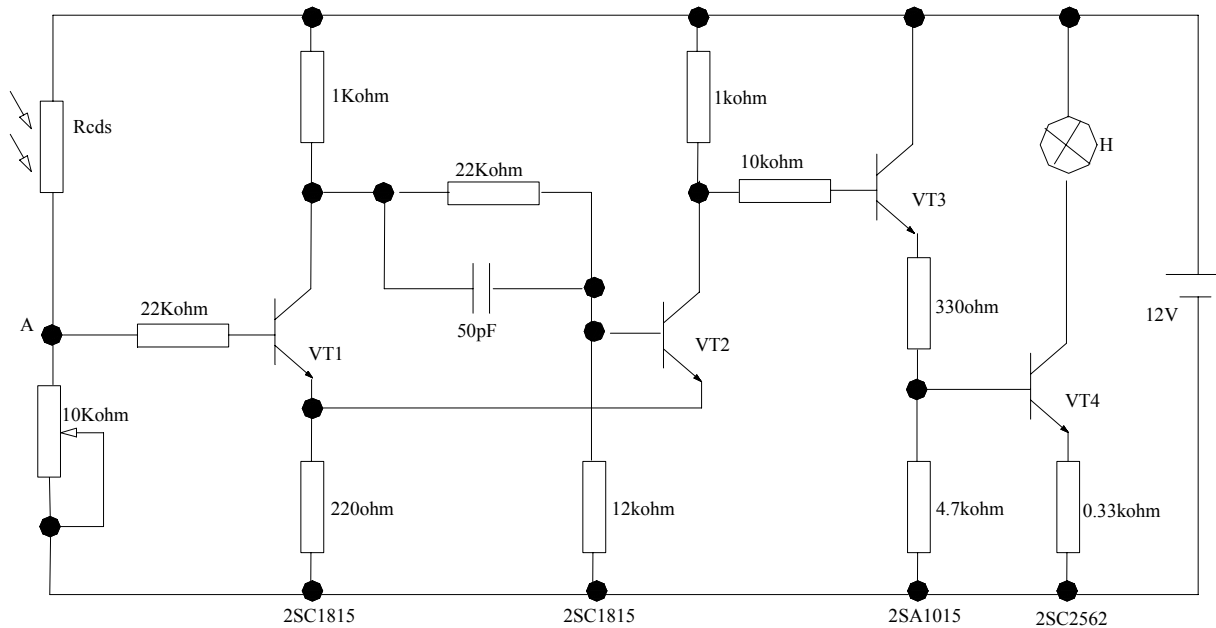 1Kohm
1kohm
Rcds
H
22Kohm
10kohm
VT3
A
22Kohm
50pF
VT1
VT2
330ohm
12V
VT4
10Kohm
220ohm
12kohm
4.7kohm
0.33kohm
2SC1815
2SC1815
2SA1015
2SC2562